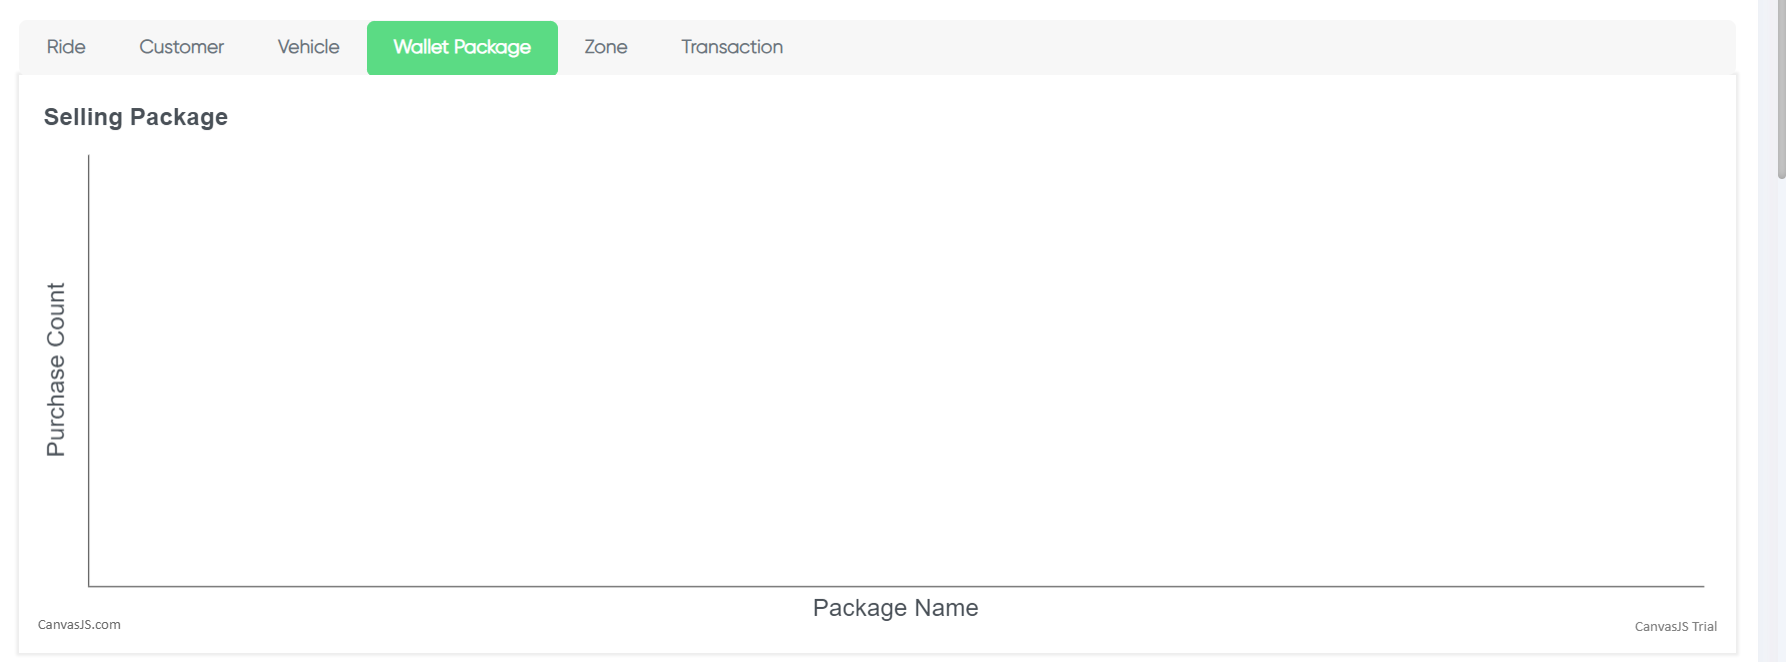 Ride Customer Vehicle Wallet Package Zone Transaction
Selling Package
Purchase Count
Package Name
CanvasJS.com
CanvasJS Trial